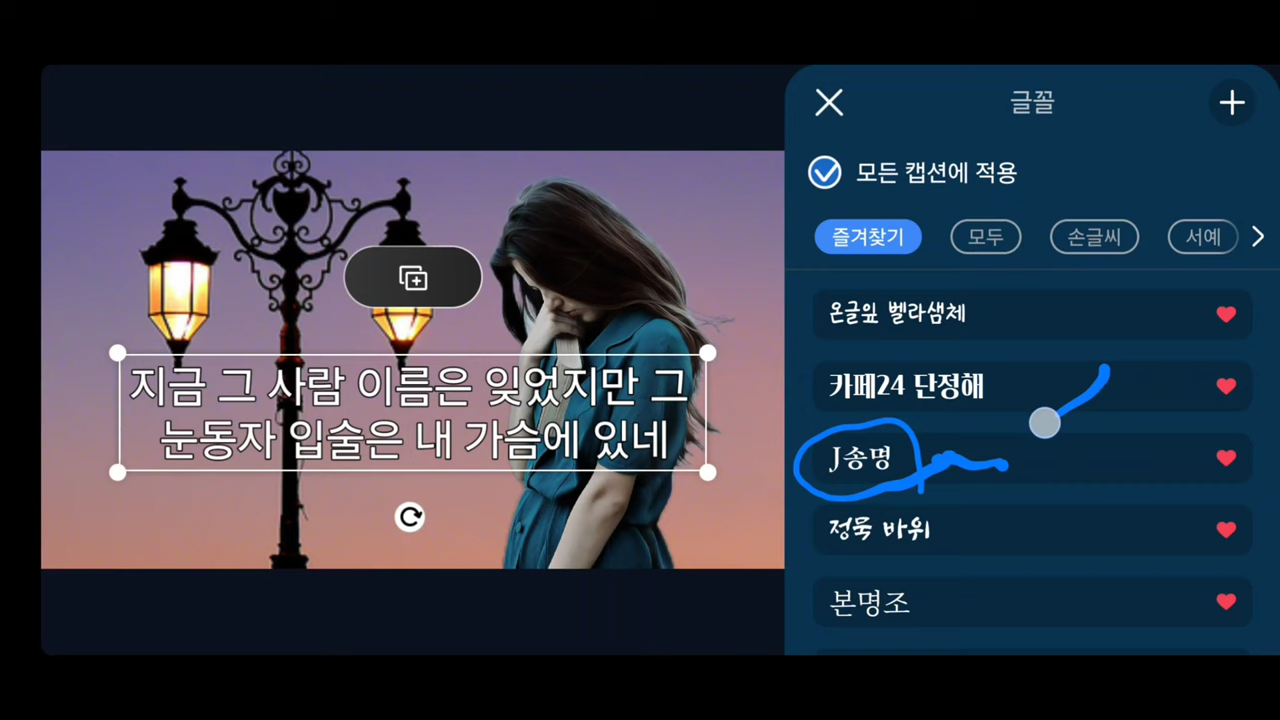 글꼴
모든 캡션에 적용
즐겨찾기 모두 손글씨 서예
온글잎 벨라샘체
카페24 단정해
J송명
정묵 바위
본명조
지금 그 사람 이름은 잊었지만 그
눈동자 입술은 내 가슴에 있네